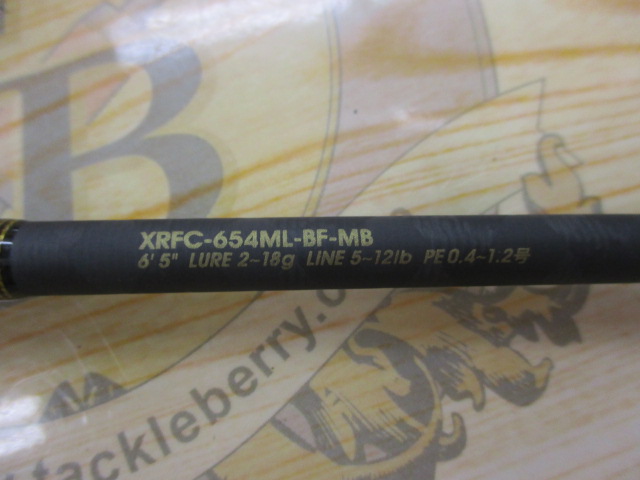 B
XRFC-654ML-BF-MB
6'5" LURE 2~18g LINE 5~12lb PE 0.4~1.2号
tackleberry.c